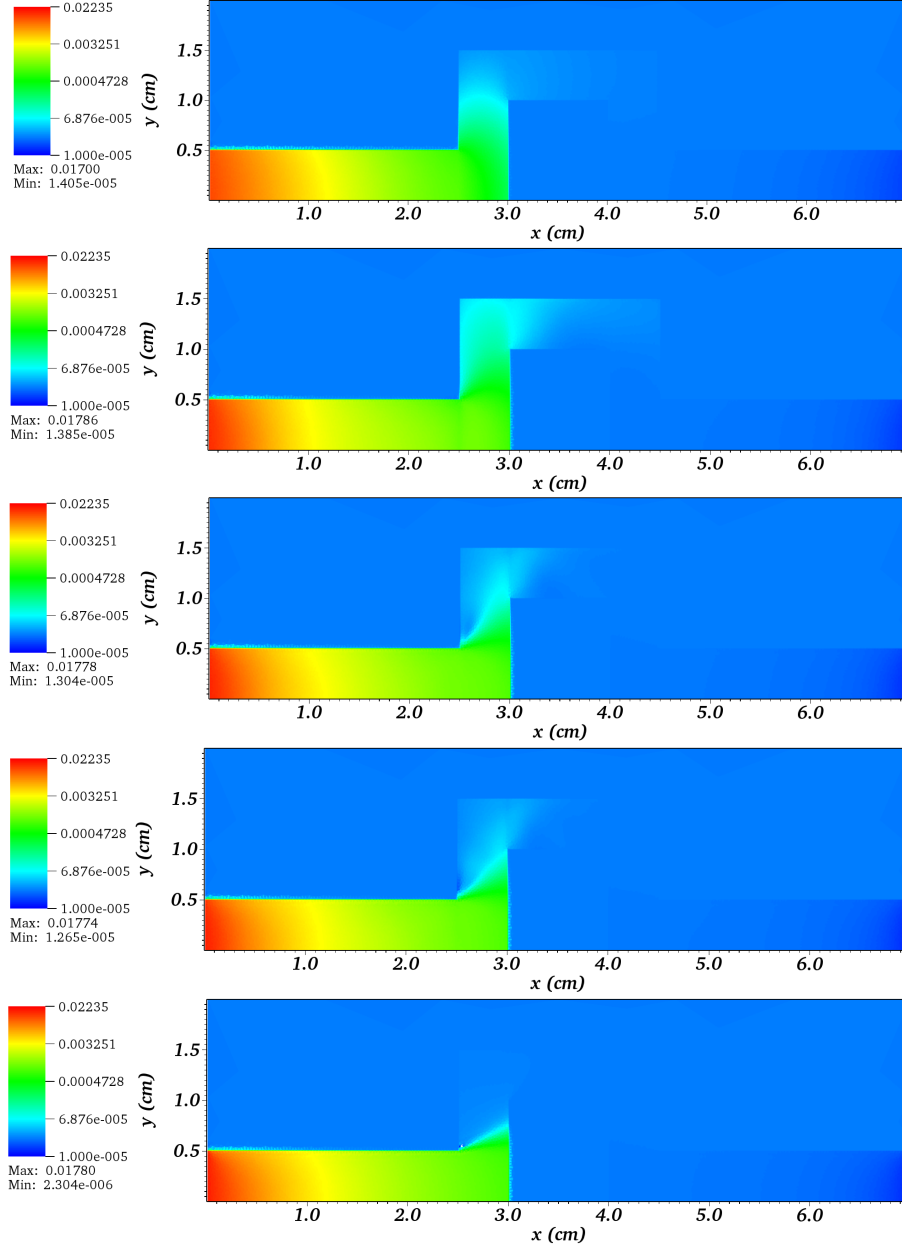 0.02235
0.003251
0.0004728
6.876e-005
1.000e-005
Max: 0.01700
Min: 1.405e-005
y (cm)
1.5
1.0
0.5
1.0 2.0 3.0 4.0 5.0 6.0
x (cm)
0.02235
0.003251
0.0004728
6.876e-005
1.000e-005
Max: 0.01786
Min: 1.385e-005
y (cm)
1.5
1.0
0.5
1.0 2.0 3.0 4.0 5.0 6.0
x (cm)
0.02235
0.003251
0.0004728
6.876e-005
1.000e-005
Max: 0.01778
Min: 1.304e-005
y (cm)
1.5
1.0
0.5
1.0 2.0 3.0 4.0 5.0 6.0
x (cm)
0.02235
0.003251
0.0004728
6.876e-005
1.000e-005
Max: 0.01774
Min: 1.265e-005
y (cm)
1.5
1.0
0.5
1.0 2.0 3.0 4.0 5.0 6.0
x (cm)
0.02235
0.003251
0.0004728
6.876e-005
1.000e-005
Max: 0.01780
Min: 2.304e-006
y (cm)
1.5
1.0
0.5
1.0 2.0 3.0 4.0 5.0 6.0
x (cm)